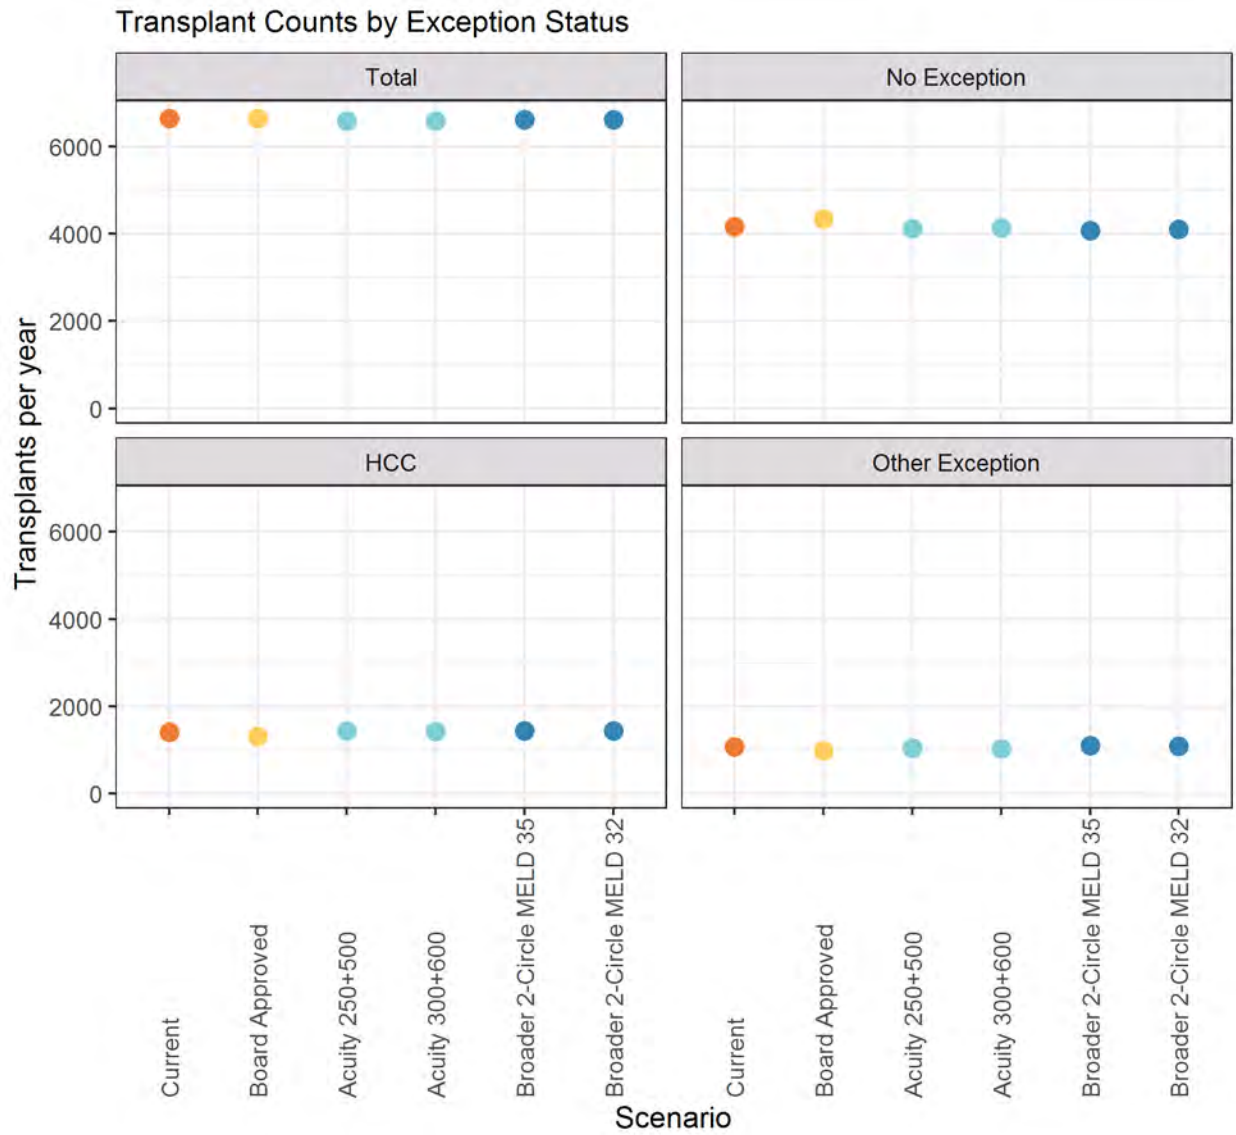 Transplant Counts by Exception Status
Total
No Exception
6000
4000
2000
0
HCC
Other Exception
6000
4000
2000
0
Transplants per year
Current
Board Approved
Acuity 250+500
Acuity 300+600
Broader 2-Circle MELD 35
Broader 2-Circle MELD 32
Current
Board Approved
Acuity 250+500
Acuity 300+600
Broader 2-Circle MELD 35
Broader 2-Circle MELD 32
Scenario